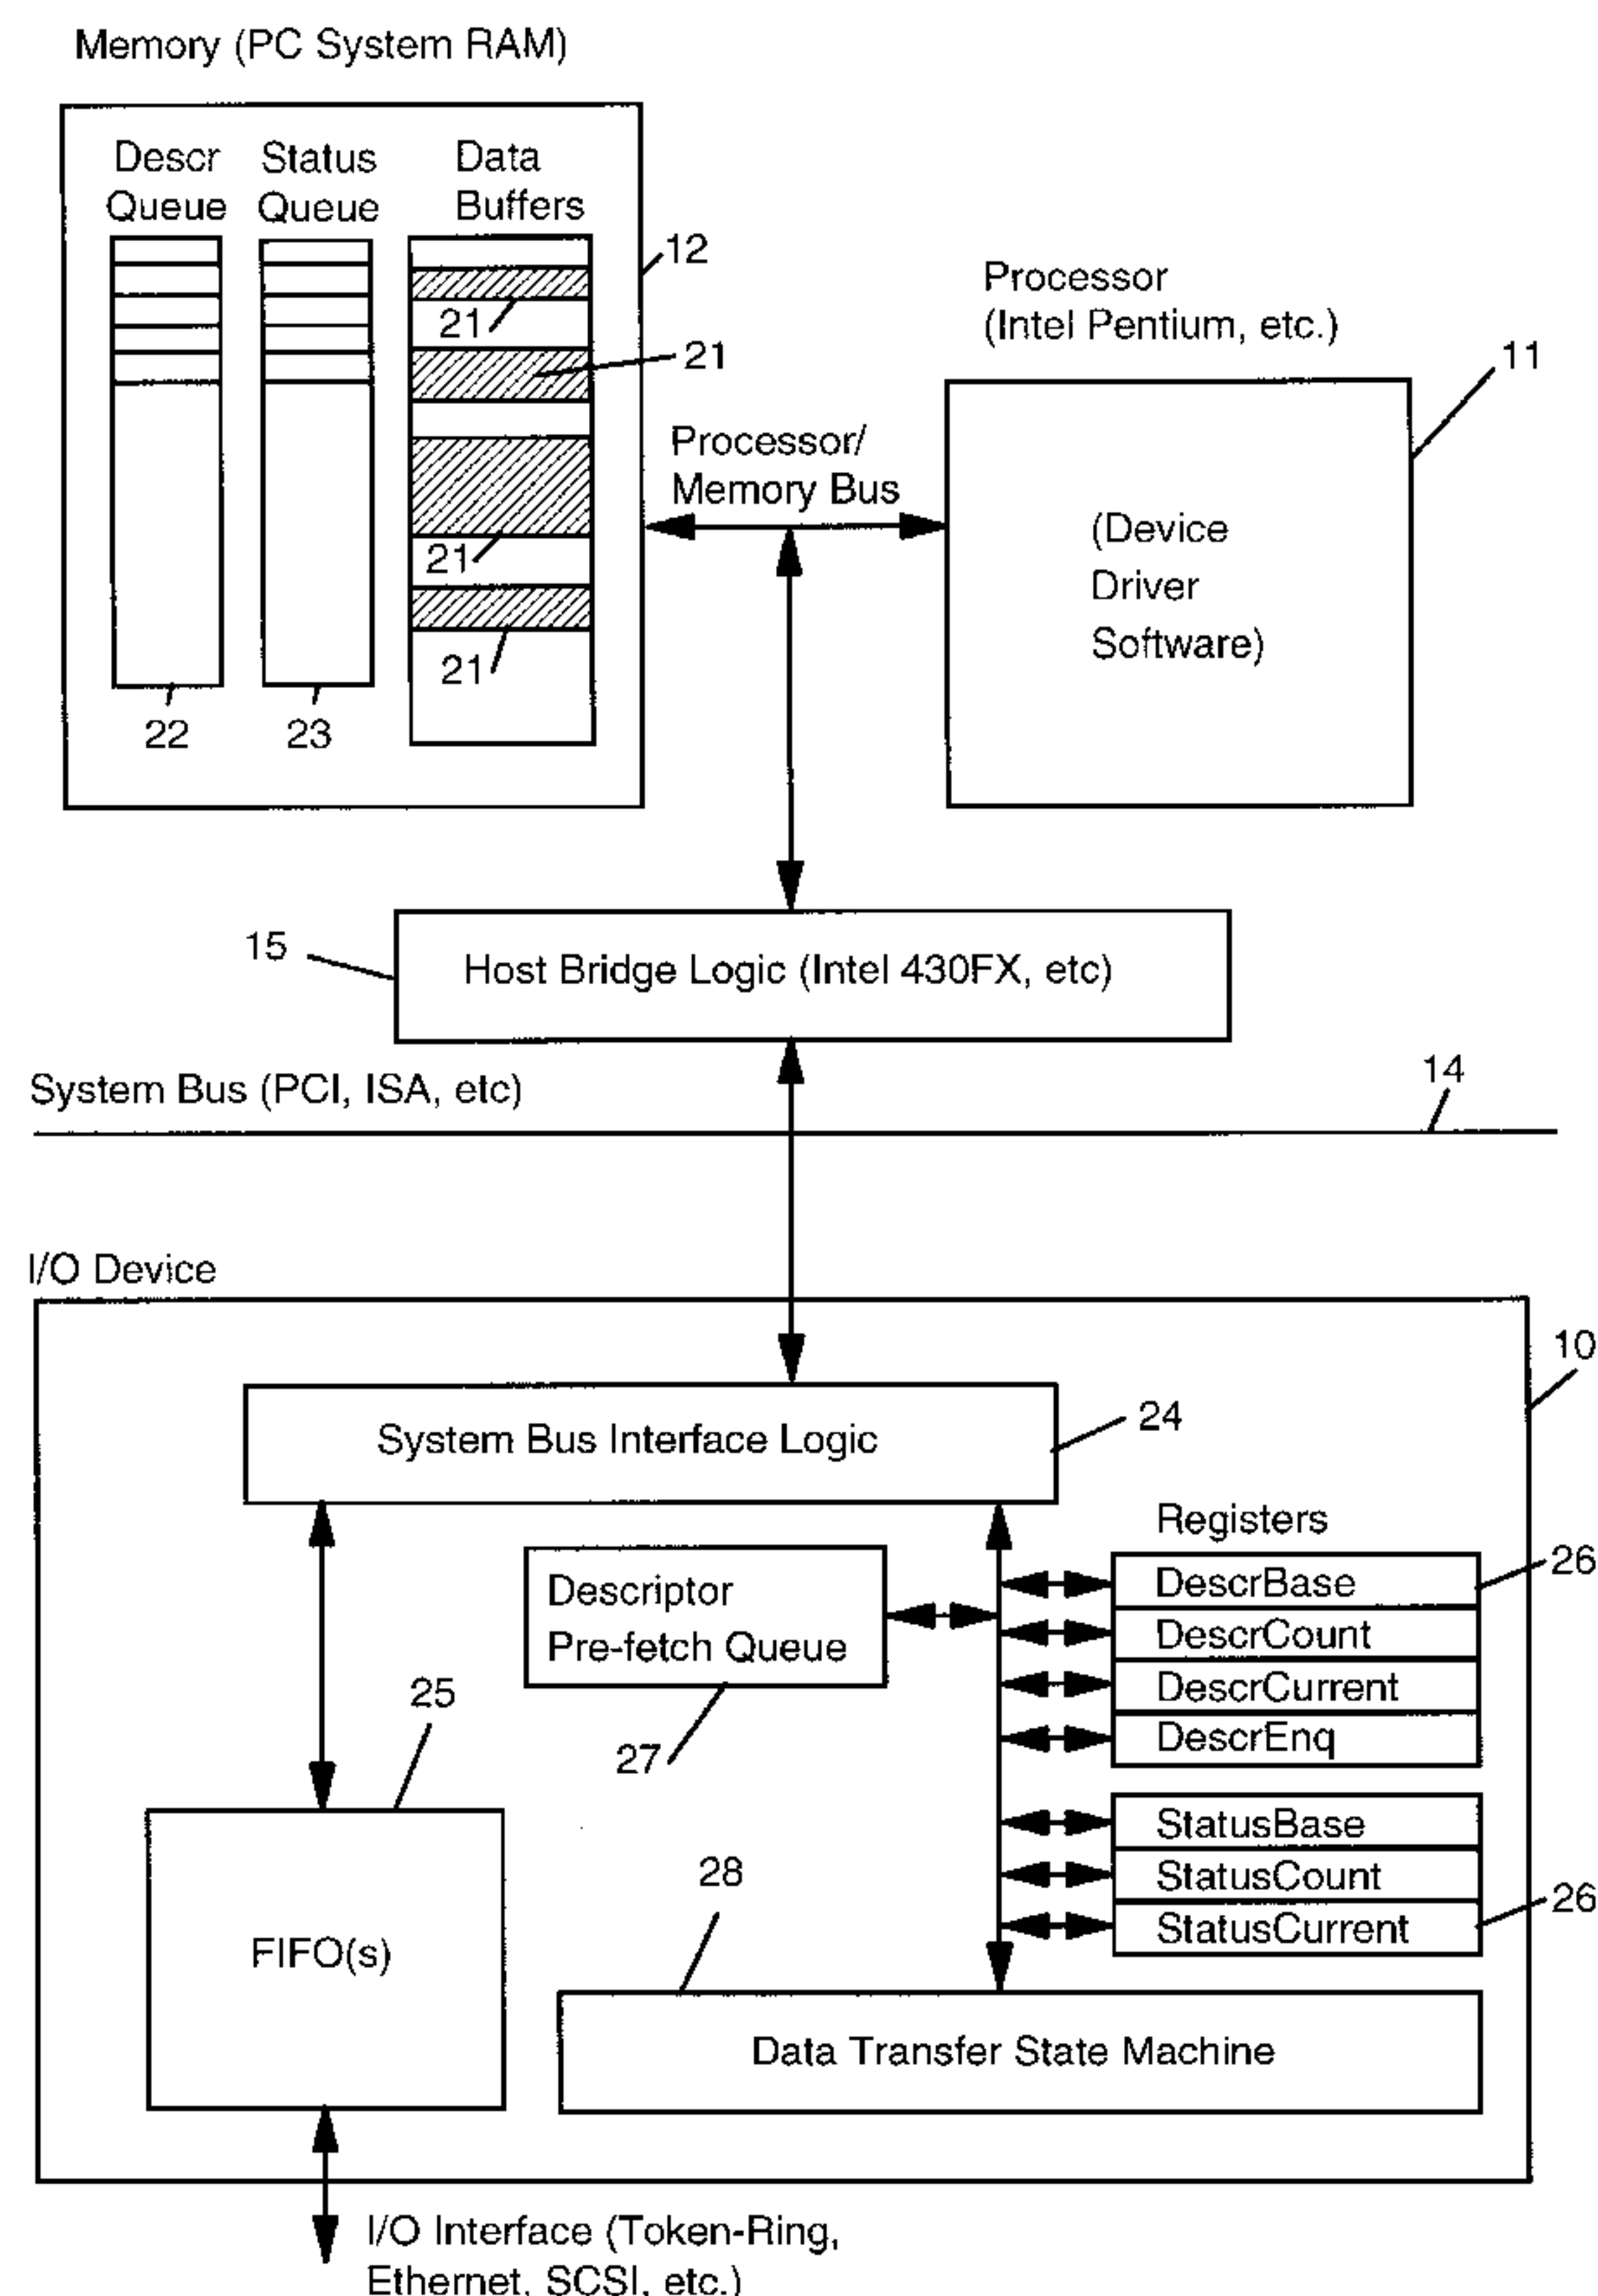 Memory (PC System RAM)
Descr
Queue
Status
Queue
Data
Buffers
12
21
21
21
21
22
23
Processor
(Intel Pentium, etc.)
11
Processor/
Memory Bus
(Device
Driver
Software)
15
Host Bridge Logic (Intel 430FX, etc)
System Bus (PCI, ISA, etc)
14
I/O Device
10
System Bus Interface Logic
24
Registers
26
Descriptor
Pre-fetch Queue
27
DescrBase
DescrCount
DescrCurrent
DescrEnq
25
StatusBase
StatusCount
StatusCurrent
26
28
FIFO(s)
Data Transfer State Machine
I/O Interface (Token-Ring,
Ethernet, SCSI, etc.)